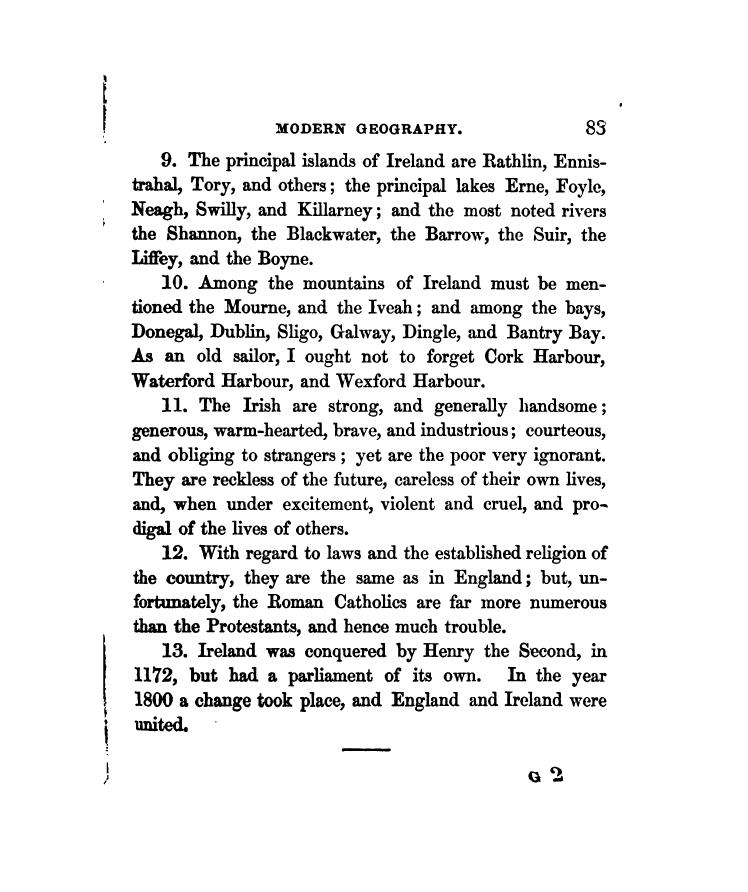 MODERN GEOGRAPHY. 83
9. The principal islands of Ireland are Rathlin, Ennis-
trahal, Tory, and others; the principal lakes Erne, Foyle,
Neagh, Swilly, and Killarney; and the most noted rivers
the Shannon, the Blackwater, the Barrow, the Suir, the
Liffey, and the Boyne.
10. Among the mountains of Ireland must be men-
tioned the Mourne, and the Iveah; and among the bays,
Donegal, Dublin, Sligo, Galway, Dingle, and Bantry Bay.
As an old sailor, I ought not to forget Cork Harbour,
Waterford Harbour, and Wexford Harbour.
11. The Irish are strong, and generally handsome;
generous, warm-hearted, brave, and industrious; courteous,
and obliging to strangers; yet are the poor very ignorant.
They are reckless of the future, careless of their own lives,
and, when under excitement, violent and cruel, and pro-
digal of the lives of others.
12. With regard to laws and the established religion of
the country, they are the same as in England; but, un-
fortunately, the Roman Catholics are far more numerous
than the Protestants, and hence much trouble.
13. Ireland was conquered by Henry the Second, in
1172, but had a parliament of its own. In the year
1800 a change took place, and England and Ireland were
united.
G 2